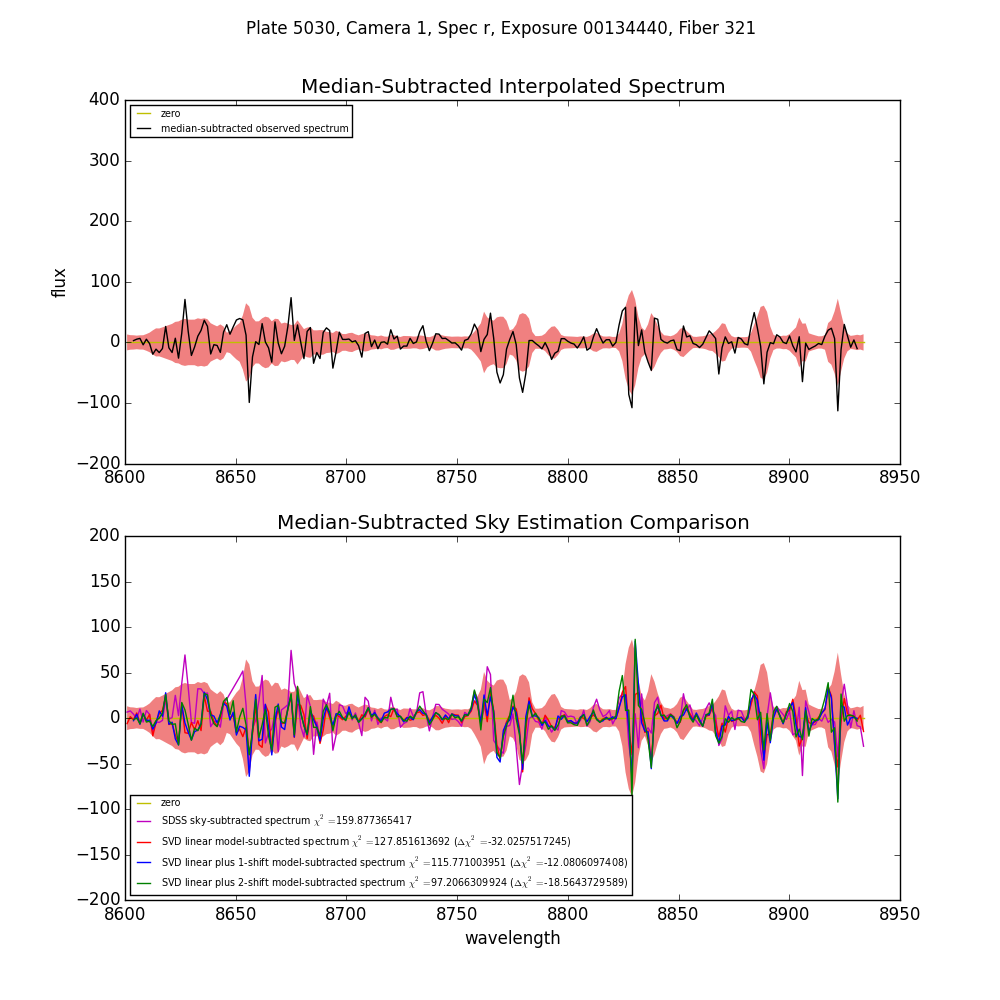 Plate 5030, Camera 1, Spec r, Exposure 00134440, Fiber 321
Median-Subtracted Interpolated Spectrum
zero
median-subtracted observed spectrum
400
300
200
100
0
−100
−200
flux
8600 8650 8700 8750 8800 8850 8900 8950
Median-Subtracted Sky Estimation Comparison
200
150
100
50
0
−50
−100
−150
−200
zero
SDSS sky-subtracted spectrum χ² =159.877365417
SVD linear model-subtracted spectrum χ² =127.851613692 (Δχ² =-32.0257517245)
SVD linear plus 1-shift model-subtracted spectrum χ² =115.771003951 (Δχ² =-12.0806097408)
SVD linear plus 2-shift model-subtracted spectrum χ² =97.2066309924 (Δχ² =-18.5643729589)
8600 8650 8700 8750 8800 8850 8900 8950
wavelength